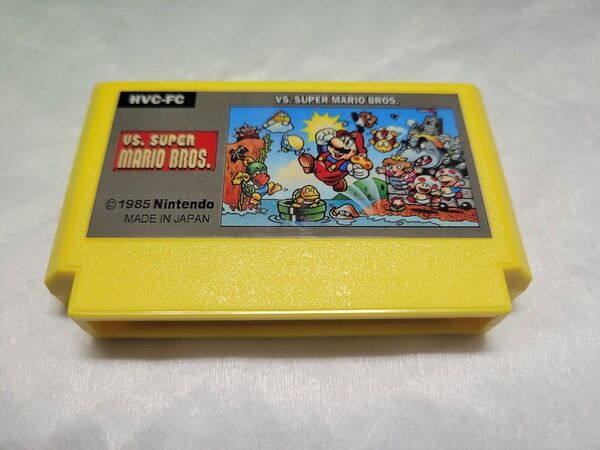 HVC-FC
VS. SUPER MARIO BROS.
VS. SUPER
MARIO BROS.
©1985 Nintendo
MADE IN JAPAN